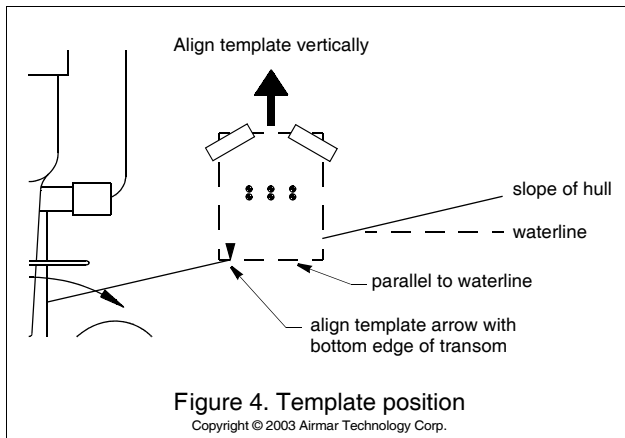 Align template vertically
slope of hull
waterline
parallel to waterline
align template arrow with
bottom edge of transom
Figure 4. Template position
Copyright © 2003 Airmar Technology Corp.